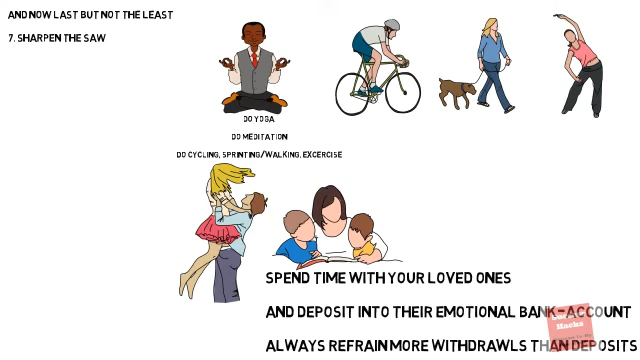 AND NOW LAST BUT NOT THE LEAST
7. SHARPEN THE SAW
DO YOGA
DO MEDITATION
DO CYCLING, SPRINTING/WALKING, EXCERCISE
SPEND TIME WITH YOUR LOVED ONES
AND DEPOSIT INTO THEIR EMOTIONAL BANK-ACCOUNT
ALWAYS REFRAIN MORE WITHDRAWLS THAN DEPOSITS
Hacks